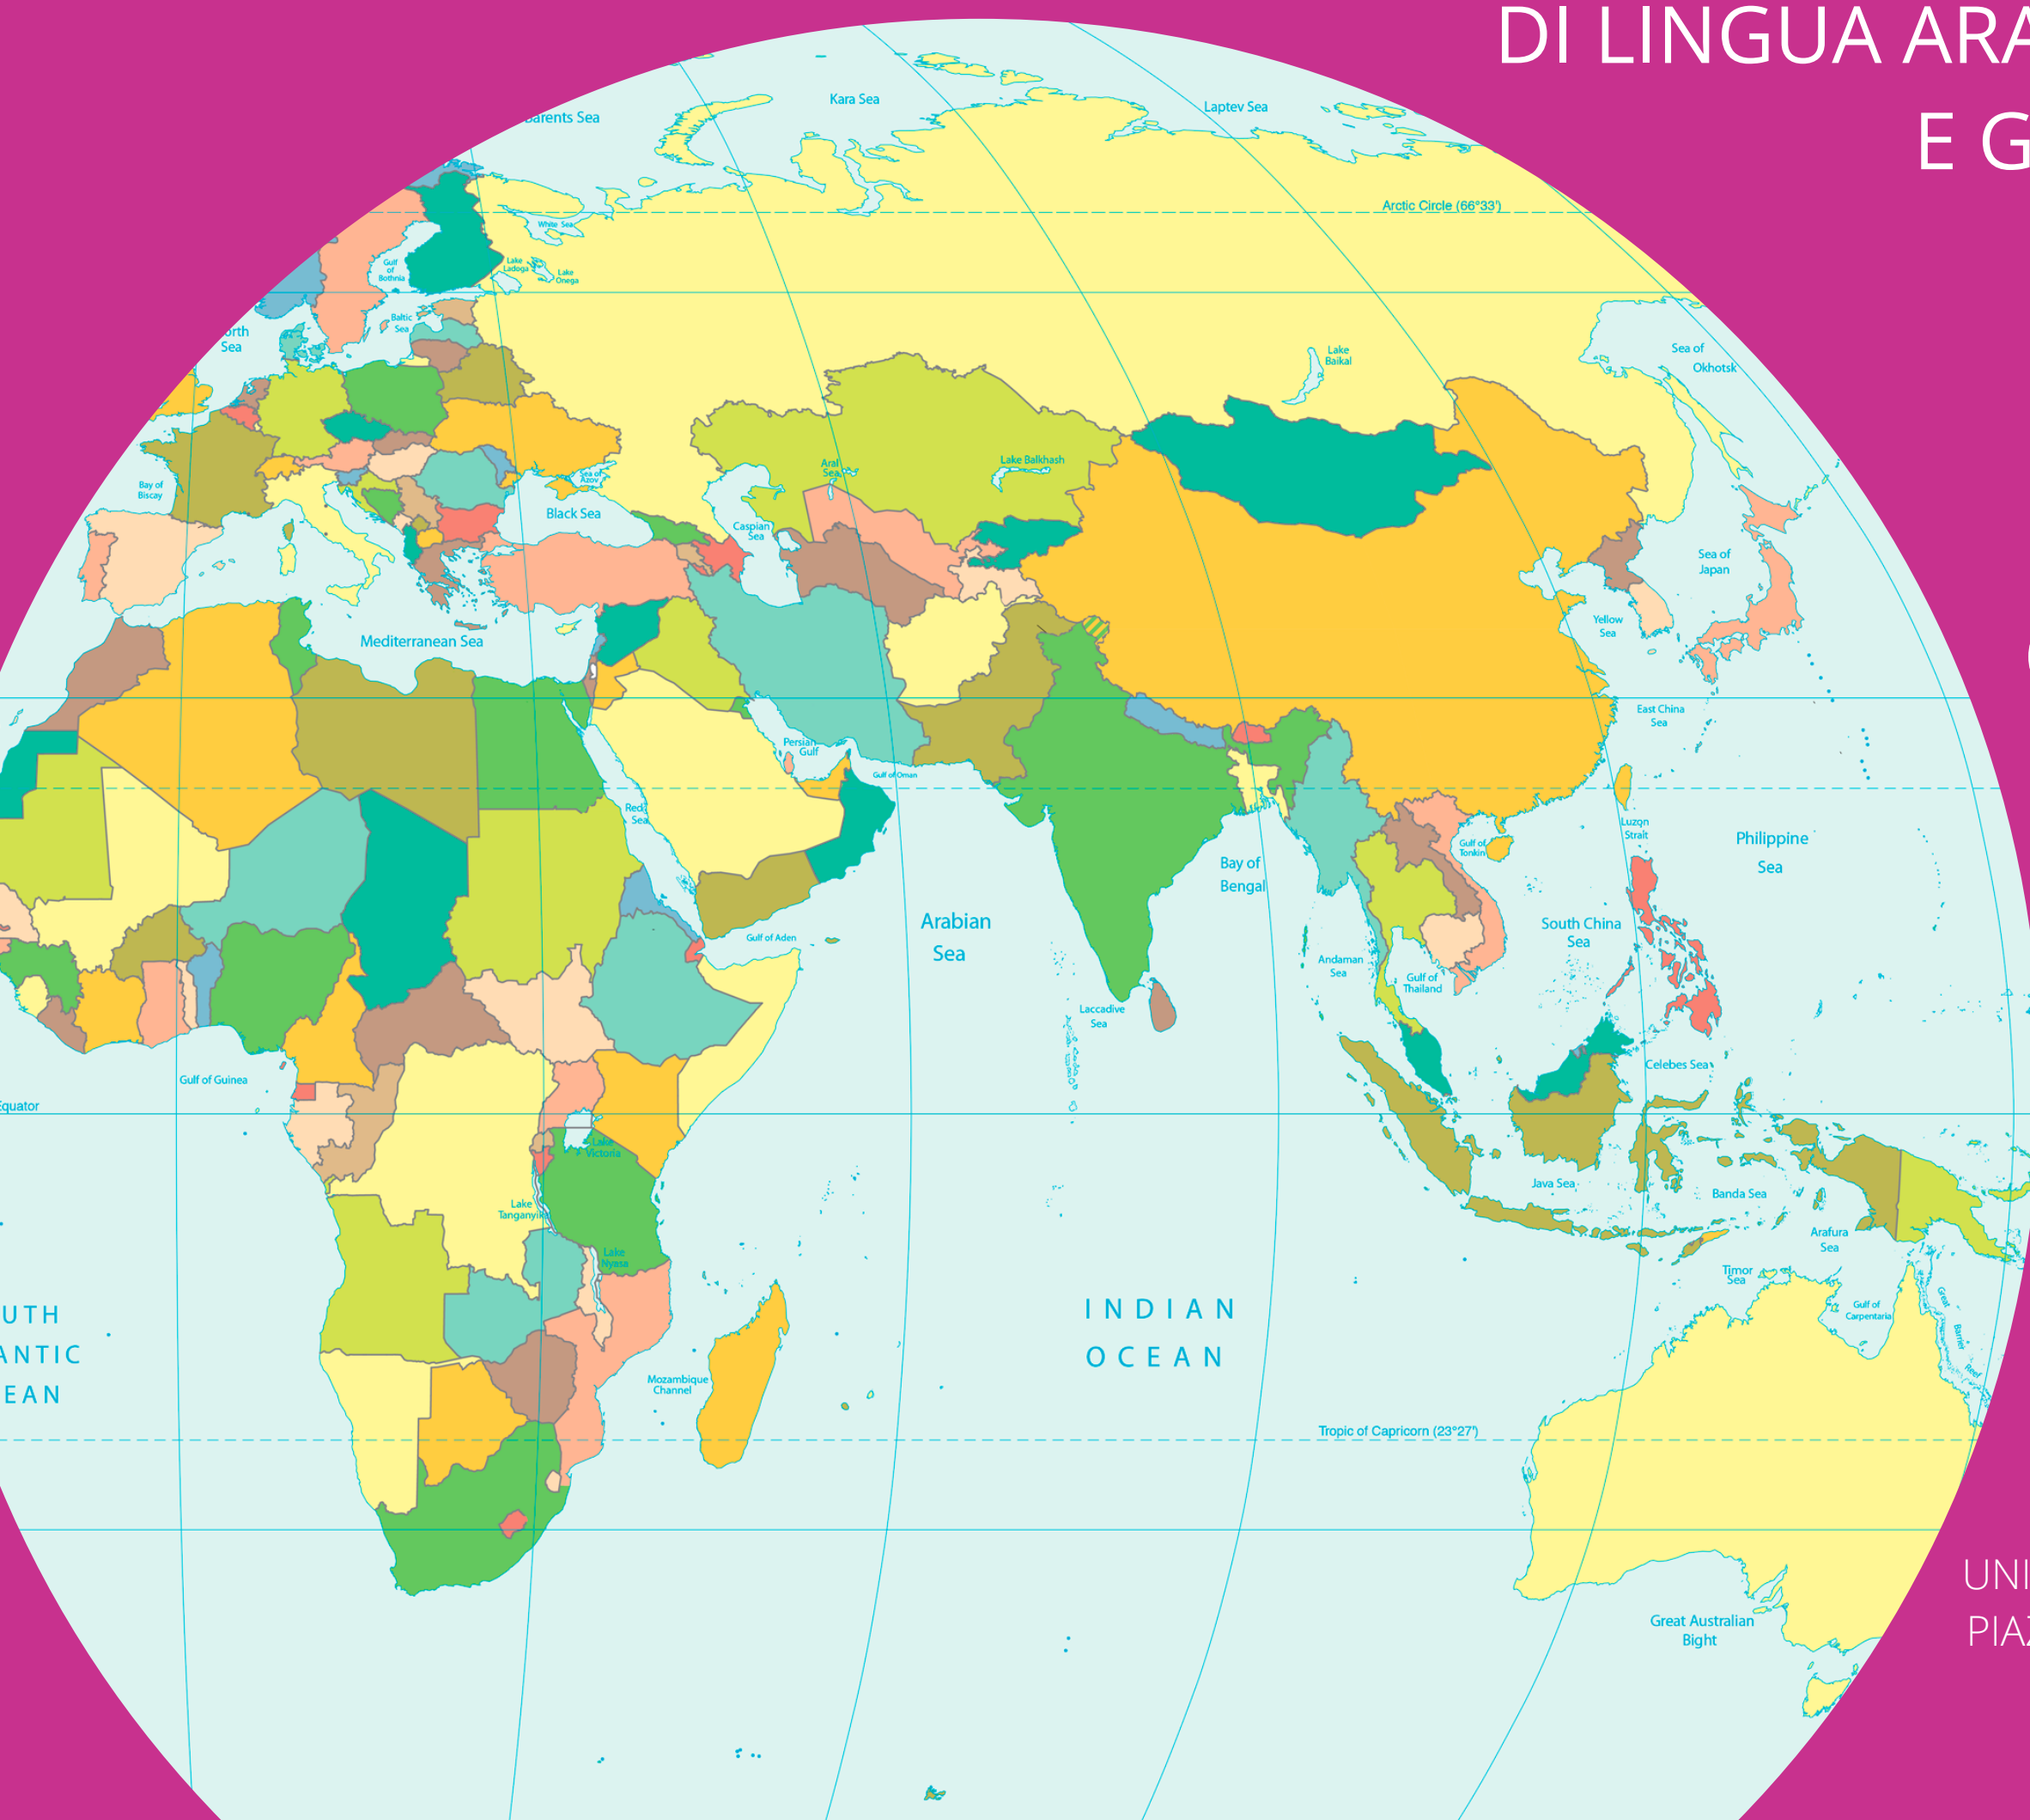 DI LINGUA ARA
E G
Kara Sea
Laptev Sea
arents Sea
Arctic Circle (66°33')
White Sea
Gulf
of
Bothnia
Lake
Ladoga
Lake
Onega
Baltic
Sea
orth
Sea
Lake
Baikal
Sea of
Okhotsk
Bay of
Biscay
Sea of
Azov
Aral
Sea
Lake Balkhash
Black Sea
Caspian
Sea
Sea of
Japan
Mediterranean Sea
Yellow
Sea
East China
Sea
Persian
Gulf
Gulf of Oman
Red
Sea
Luzon
Strait
Philippine
Sea
Gulf of
Tonkin
Bay of
Bengal
Arabian
Sea
South China
Sea
Gulf of Aden
Andaman
Sea
Gulf of
Thailand
Laccadive
Sea
Celebes Sea
Gulf of Guinea
Equator
Lake
Victoria
Java Sea
Banda Sea
Lake
Tanganyika
Arafura
Sea
Lake
Nyasa
Timor
Sea
UTH
ANTIC
EAN
INDIAN
OCEAN
Gulf of
Carpentaria
Great
Barrier
Reef
Mozambique
Channel
Tropic of Capricorn (23°27')
UNI
PIAZ
Great Australian
Bight